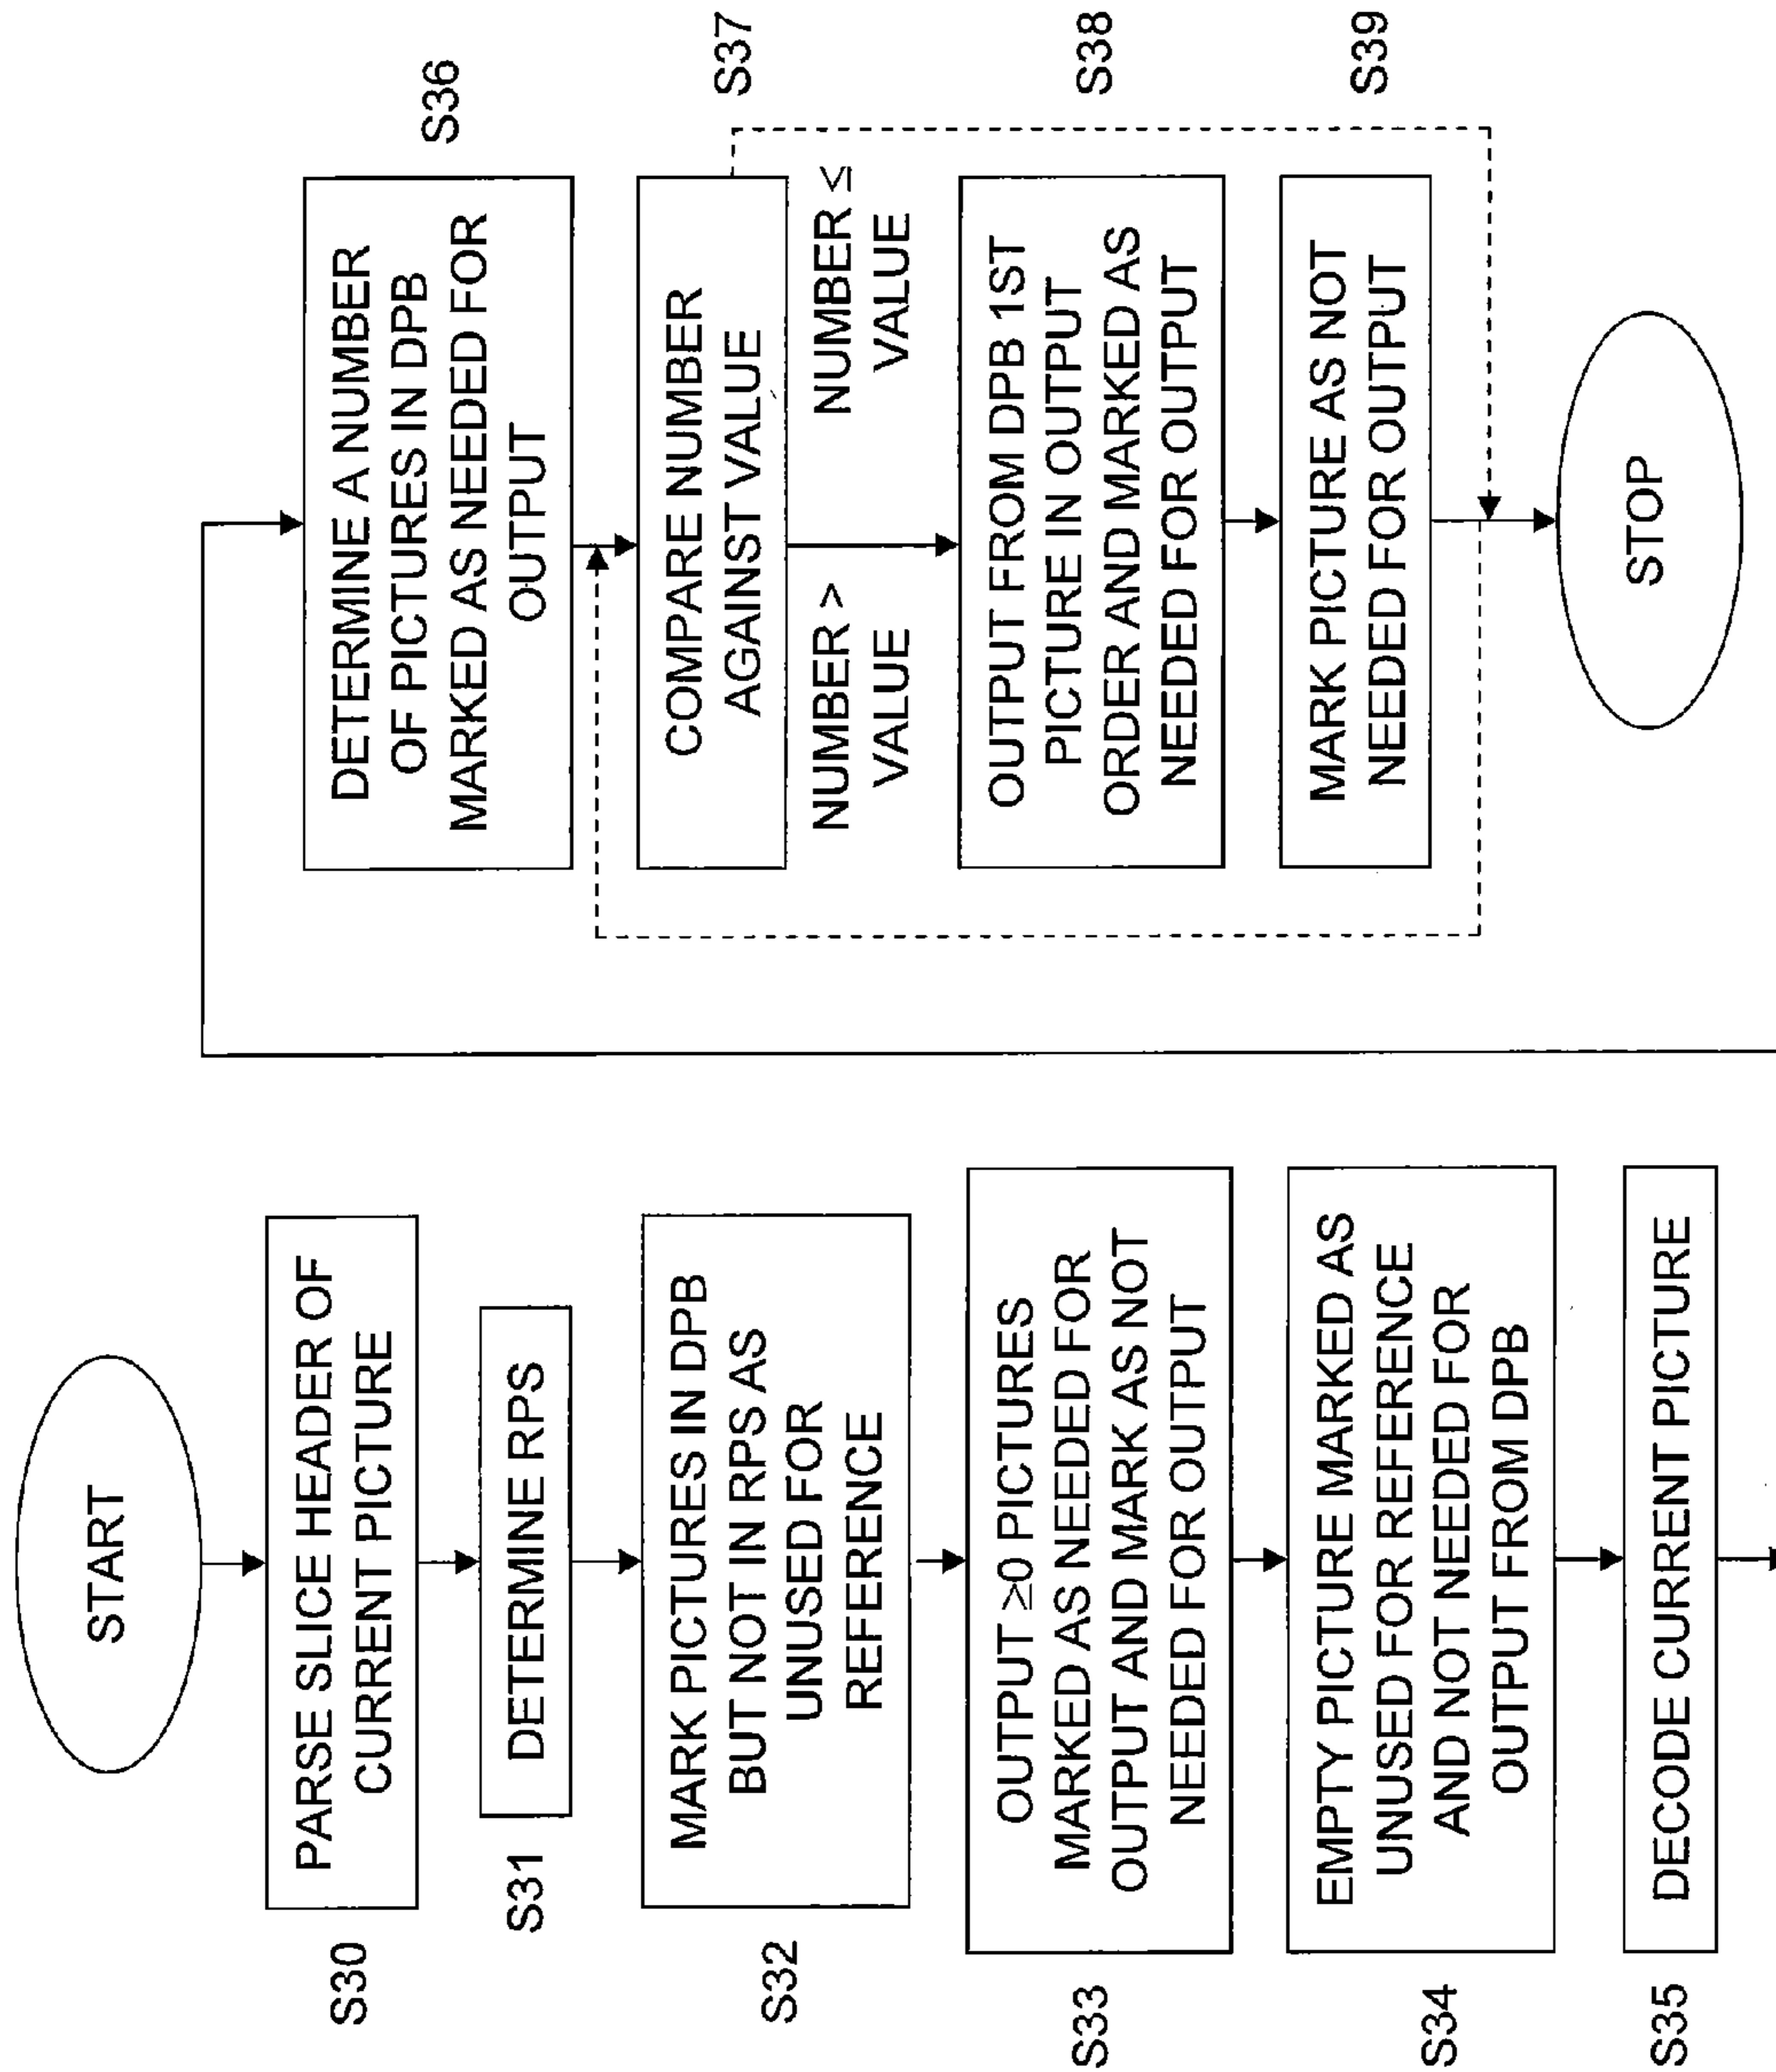 START
S30
PARSE SLICE HEADER OF
CURRENT PICTURE
S31
DETERMINE RPS
S32
MARK PICTURES IN DPB
BUT NOT IN RPS AS
UNUSED FOR
REFERENCE
S33
OUTPUT ≥0 PICTURES
MARKED AS NEEDED FOR
OUTPUT AND MARK AS NOT
NEEDED FOR OUTPUT
S34
EMPTY PICTURE MARKED AS
UNUSED FOR REFERENCE
AND NOT NEEDED FOR
OUTPUT FROM DPB
S35
DECODE CURRENT PICTURE
DETERMINE A NUMBER
OF PICTURES IN DPB
MARKED AS NEEDED FOR
OUTPUT
S36
COMPARE NUMBER
AGAINST VALUE
S37
NUMBER >
VALUE
NUMBER ≤
VALUE
OUTPUT FROM DPB 1ST
PICTURE IN OUTPUT
ORDER AND MARKED AS
NEEDED FOR OUTPUT
S38
MARK PICTURE AS NOT
NEEDED FOR OUTPUT
S39
STOP